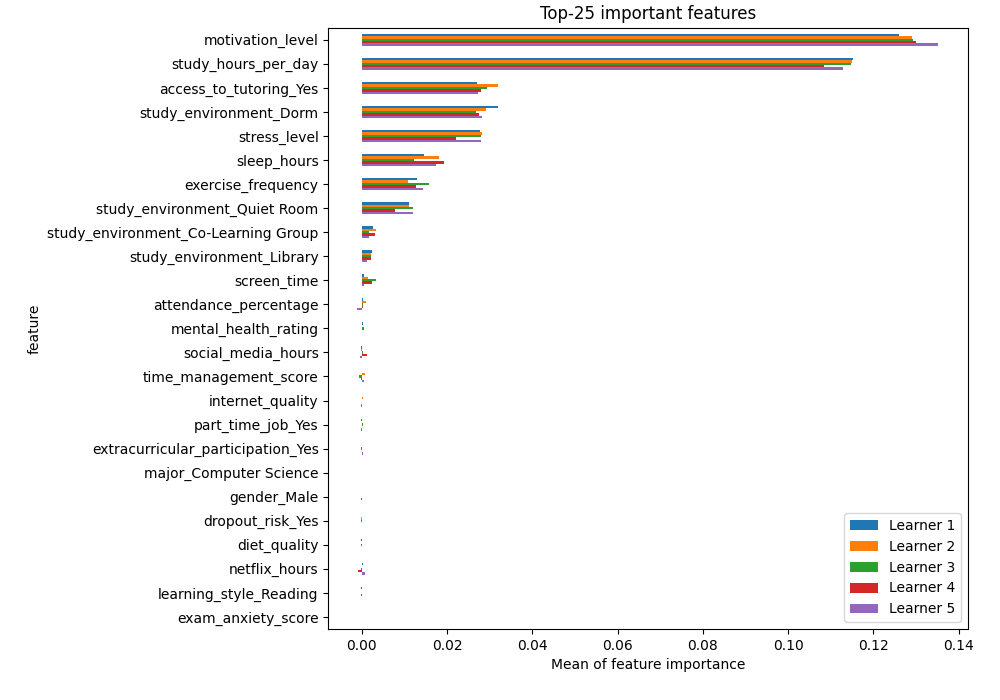 Top-25 important features
motivation_level
study_hours_per_day
access_to_tutoring_Yes
study_environment_Dorm
stress_level
sleep_hours
exercise_frequency
study_environment_Quiet Room
study_environment_Co-Learning Group
study_environment_Library
screen_time
attendance_percentage
mental_health_rating
social_media_hours
time_management_score
internet_quality
part_time_job_Yes
extracurricular_participation_Yes
major_Computer Science
gender_Male
dropout_risk_Yes
diet_quality
netflix_hours
learning_style_Reading
exam_anxiety_score
feature
Learner 1
Learner 2
Learner 3
Learner 4
Learner 5
0.00 0.02 0.04 0.06 0.08 0.10 0.12 0.14
Mean of feature importance